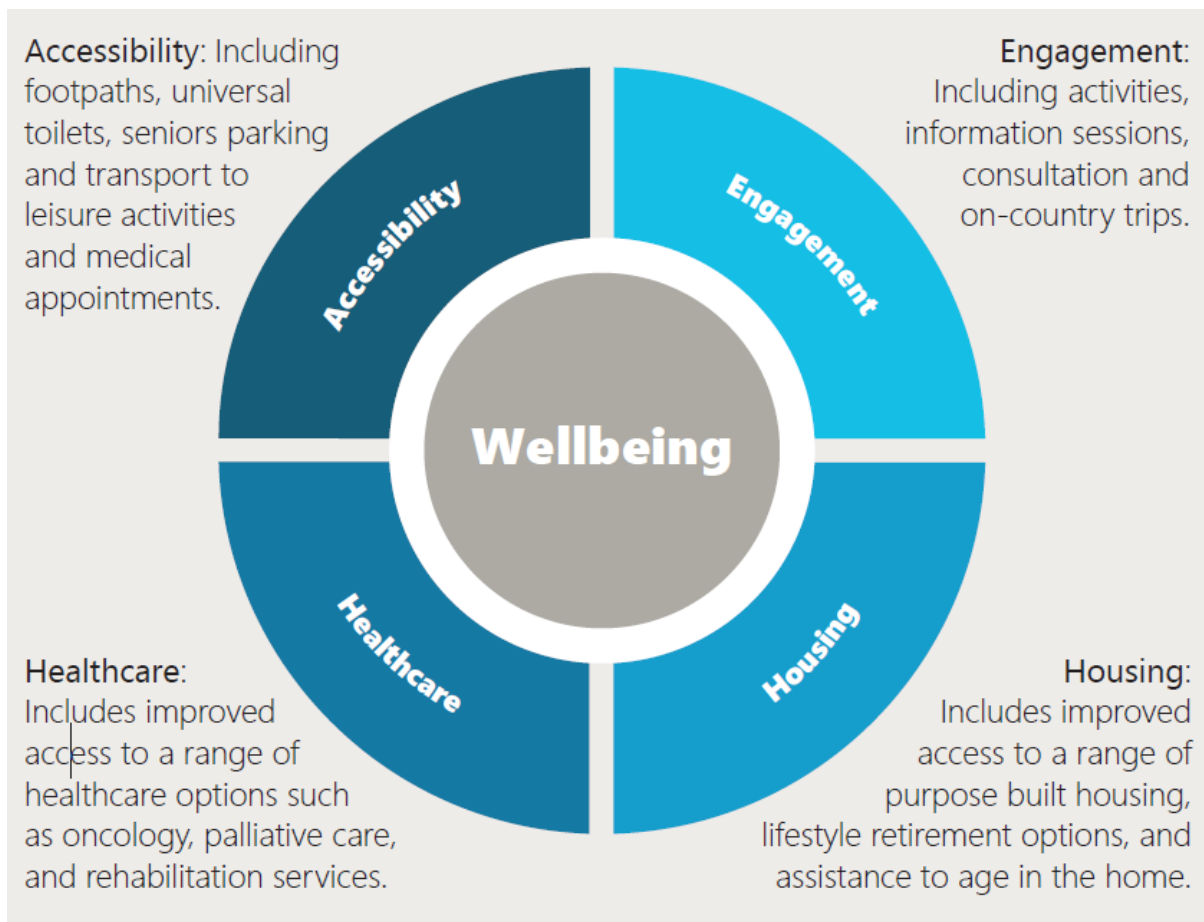 Accessibility: Including
footpaths, universal
toilets, seniors parking
and transport to
leisure activities
and medical
appointments.
Engagement:
Including activities,
information sessions,
consultation and
on-country trips.
Accessibility
Engagement
Wellbeing
Healthcare
Housing
Healthcare:
Includes improved
access to a range of
healthcare options such
as oncology, palliative care,
and rehabilitation services.
Housing:
Includes improved
access to a range of
purpose built housing,
lifestyle retirement options, and
assistance to age in the home.